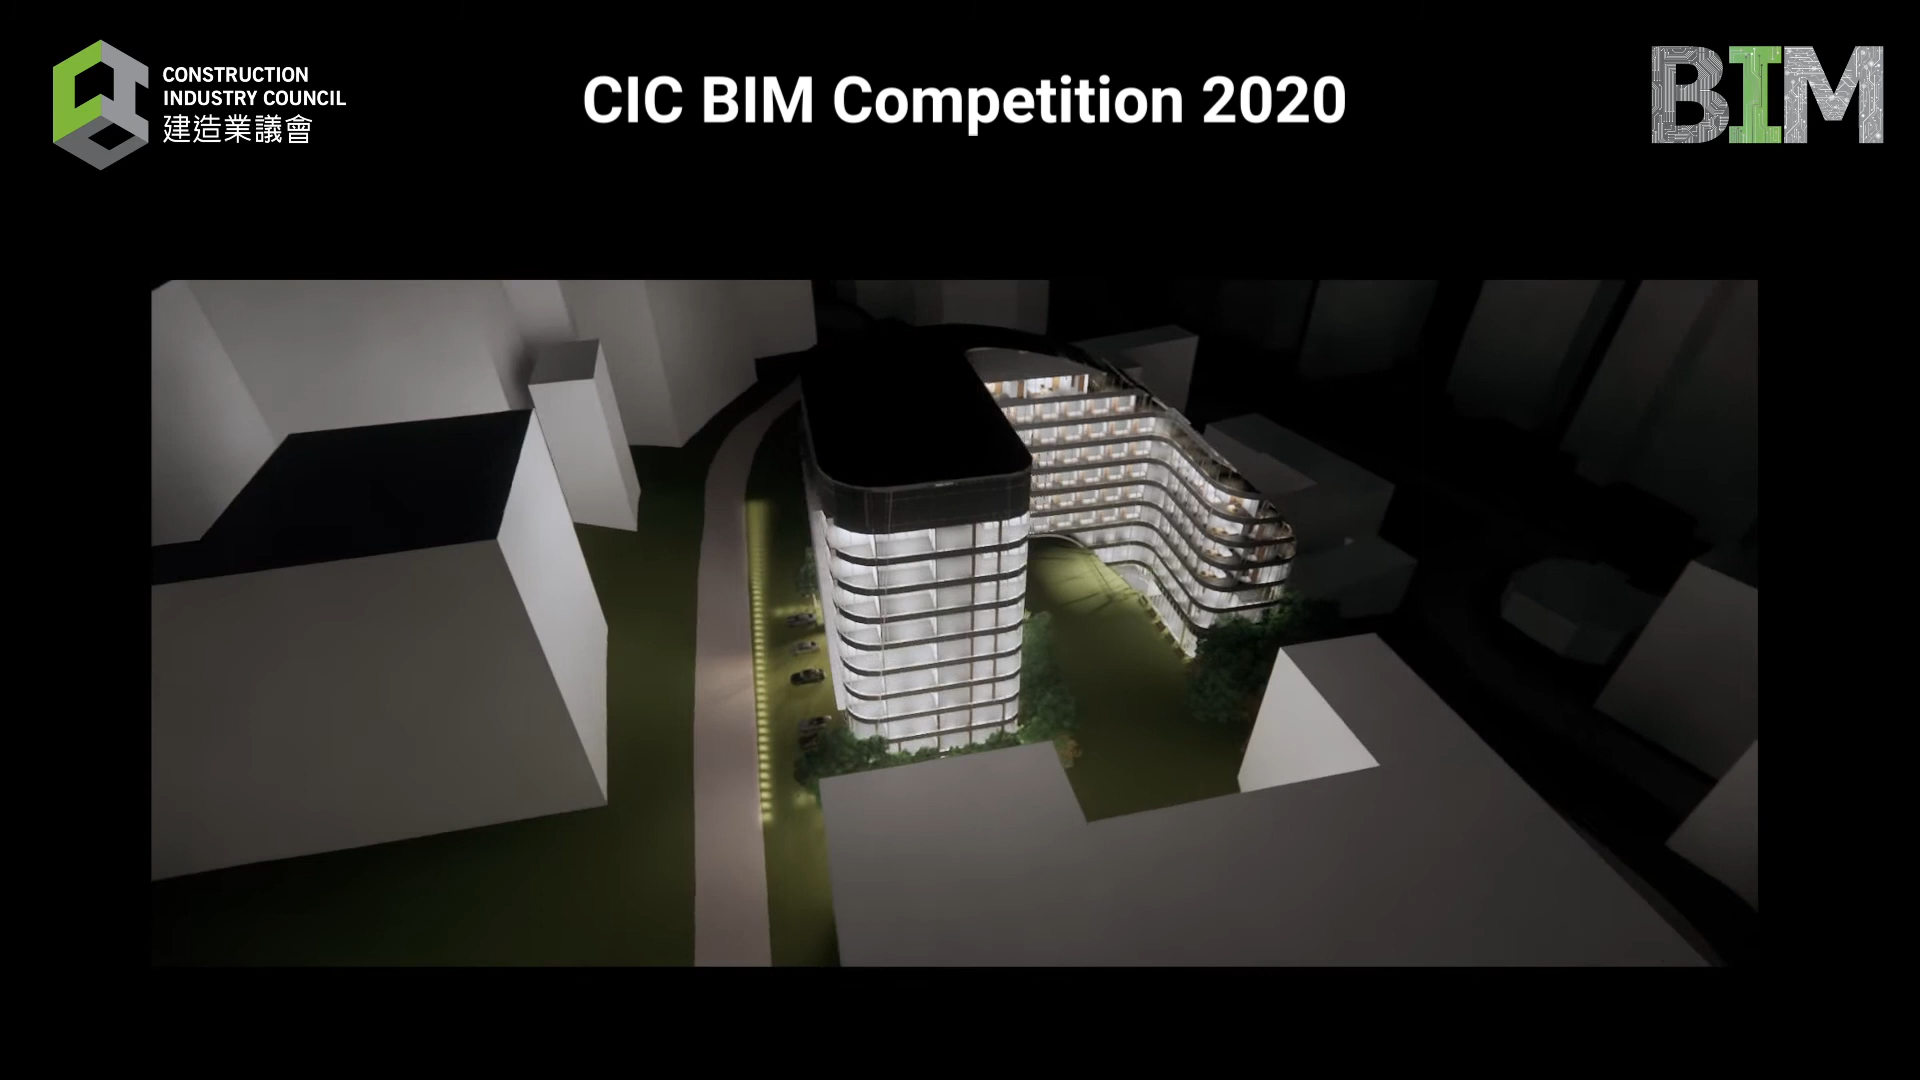 CONSTRUCTION
INDUSTRY COUNCIL
建造業議會
CIC BIM Competition 2020
BIM